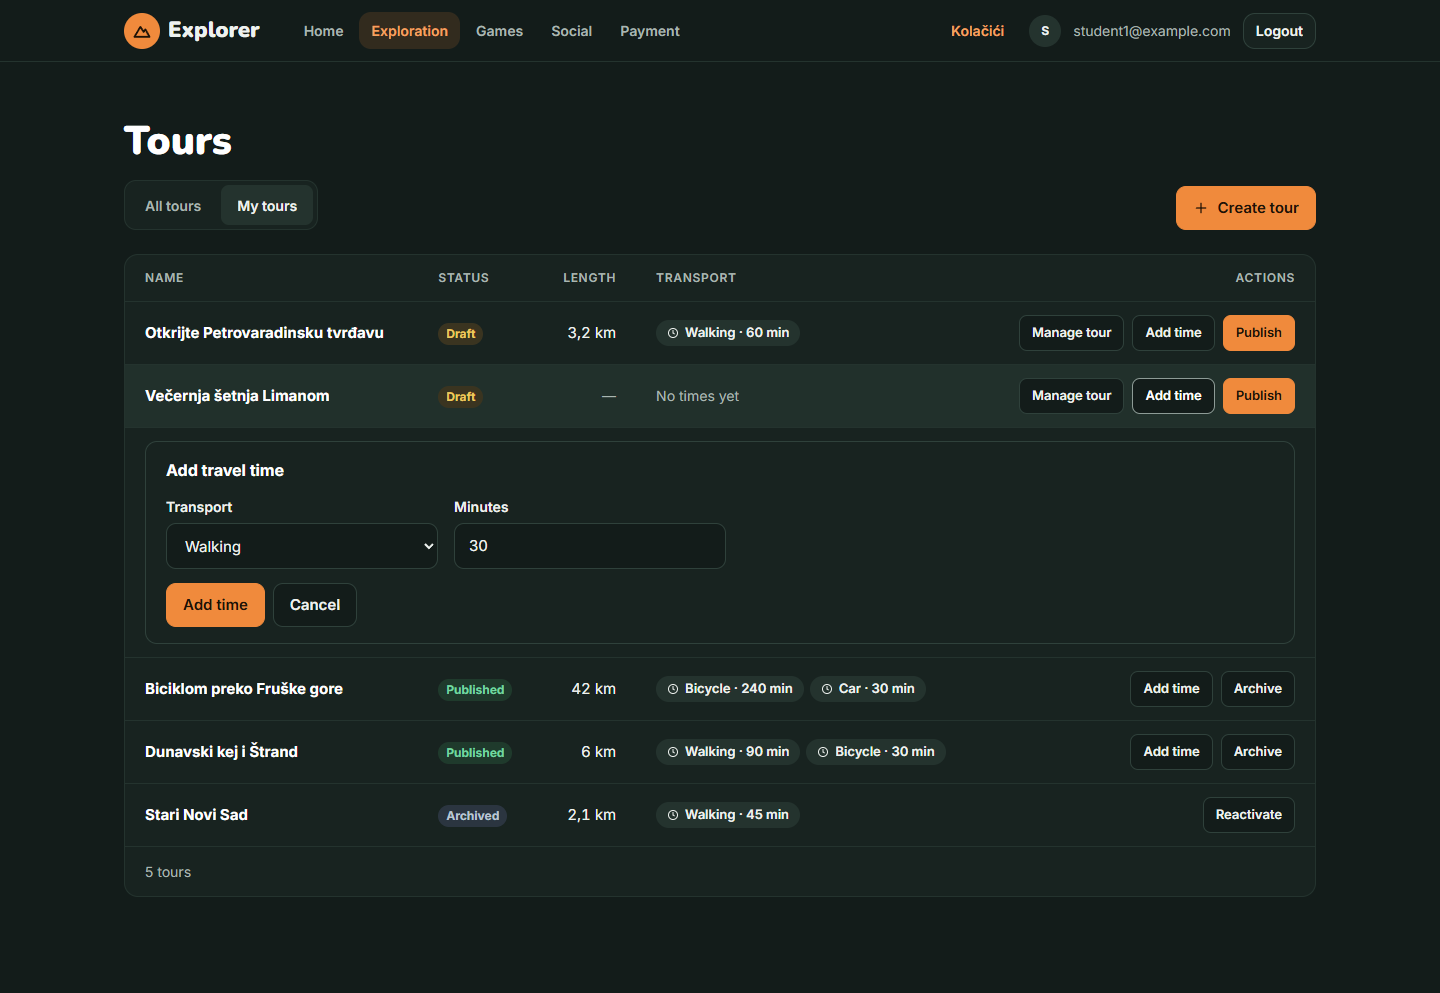 Explorer Home Exploration Games Social Payment Kolačići S student1@example.com Logout
Tours
All tours My tours + Create tour
NAME STATUS LENGTH TRANSPORT ACTIONS
Otkrijte Petrovaradinsku tvrđavu Draft 3,2 km Walking · 60 min Manage tour Add time Publish
Večernja šetnja Limanom Draft — No times yet Manage tour Add time Publish
Add travel time
Transport Minutes
Walking 30
Add time Cancel
Biciklom preko Fruške gore Published 42 km Bicycle · 240 min Car · 30 min Add time Archive
Dunavski kej i Štrand Published 6 km Walking · 90 min Bicycle · 30 min Add time Archive
Stari Novi Sad Archived 2,1 km Walking · 45 min Reactivate
5 tours